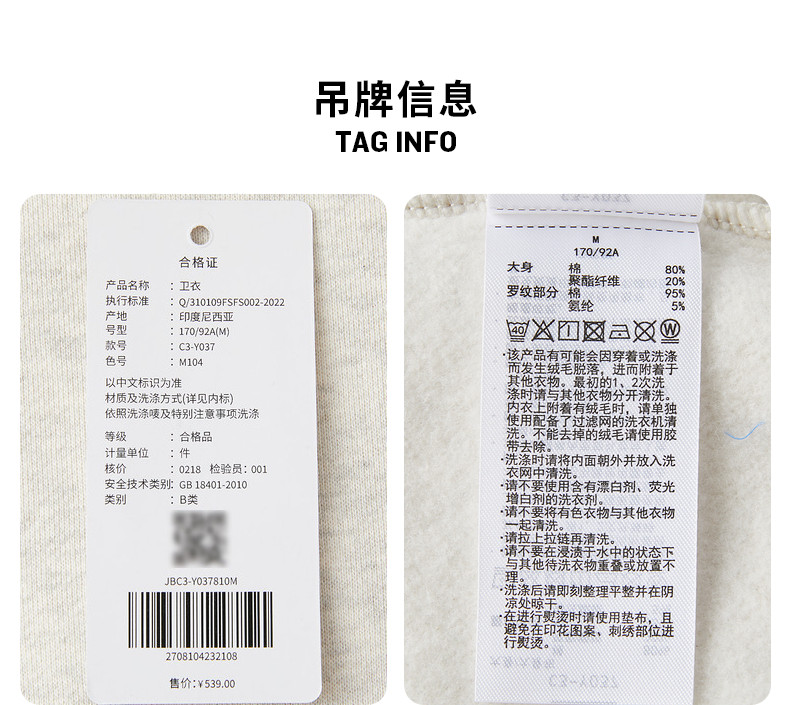 吊牌信息
TAG INFO
合格证
产品名称 : 卫衣
执行标准 : Q/310109FSFS002-2022
产地 : 印度尼西亚
号型 : 170/92A(M)
款号 : C3-Y037
色号 : M104
以中文标识为准
材质及洗涤方式(详见内标)
依照洗涤唛及特别注意事项洗涤
等级 : 合格品
计量单位 : 件
核价 : 0218 检验员: 001
安全技术类别: GB 18401-2010
类别 : B类
JBC3-Y037810M
2708104232108
售价: ¥539.00
C3-Y037
M
170/92A
大身 棉 80%
聚酯纤维 20%
罗纹部分 棉 95%
氨纶 5%
40 W
·该产品有可能会因穿着或洗涤
而发生绒毛脱落，进而附着于
其他衣物。最初的1、2次洗
涤时请与其他衣物分开清洗。
内衣上附着有绒毛时，请单独
使用配备了过滤网的洗衣机清
洗。不能去掉的绒毛请使用胶
带去除。
·洗涤时请将内面朝外并放入洗
衣网中清洗。
·请不要使用含有漂白剂、荧光
增白剂的洗衣剂。
·请不要将有色衣物与其他衣物
一起清洗。
·请拉上拉链再清洗。
·请不要在浸渍于水中的状态下
与其他待洗衣物重叠或放置不
理。
·洗涤后请即刻整理平整并在阴
凉处晾干。
·在进行熨烫时请使用垫布，且
避免在印花图案、刺绣部位进
行熨烫。
C3-Y037